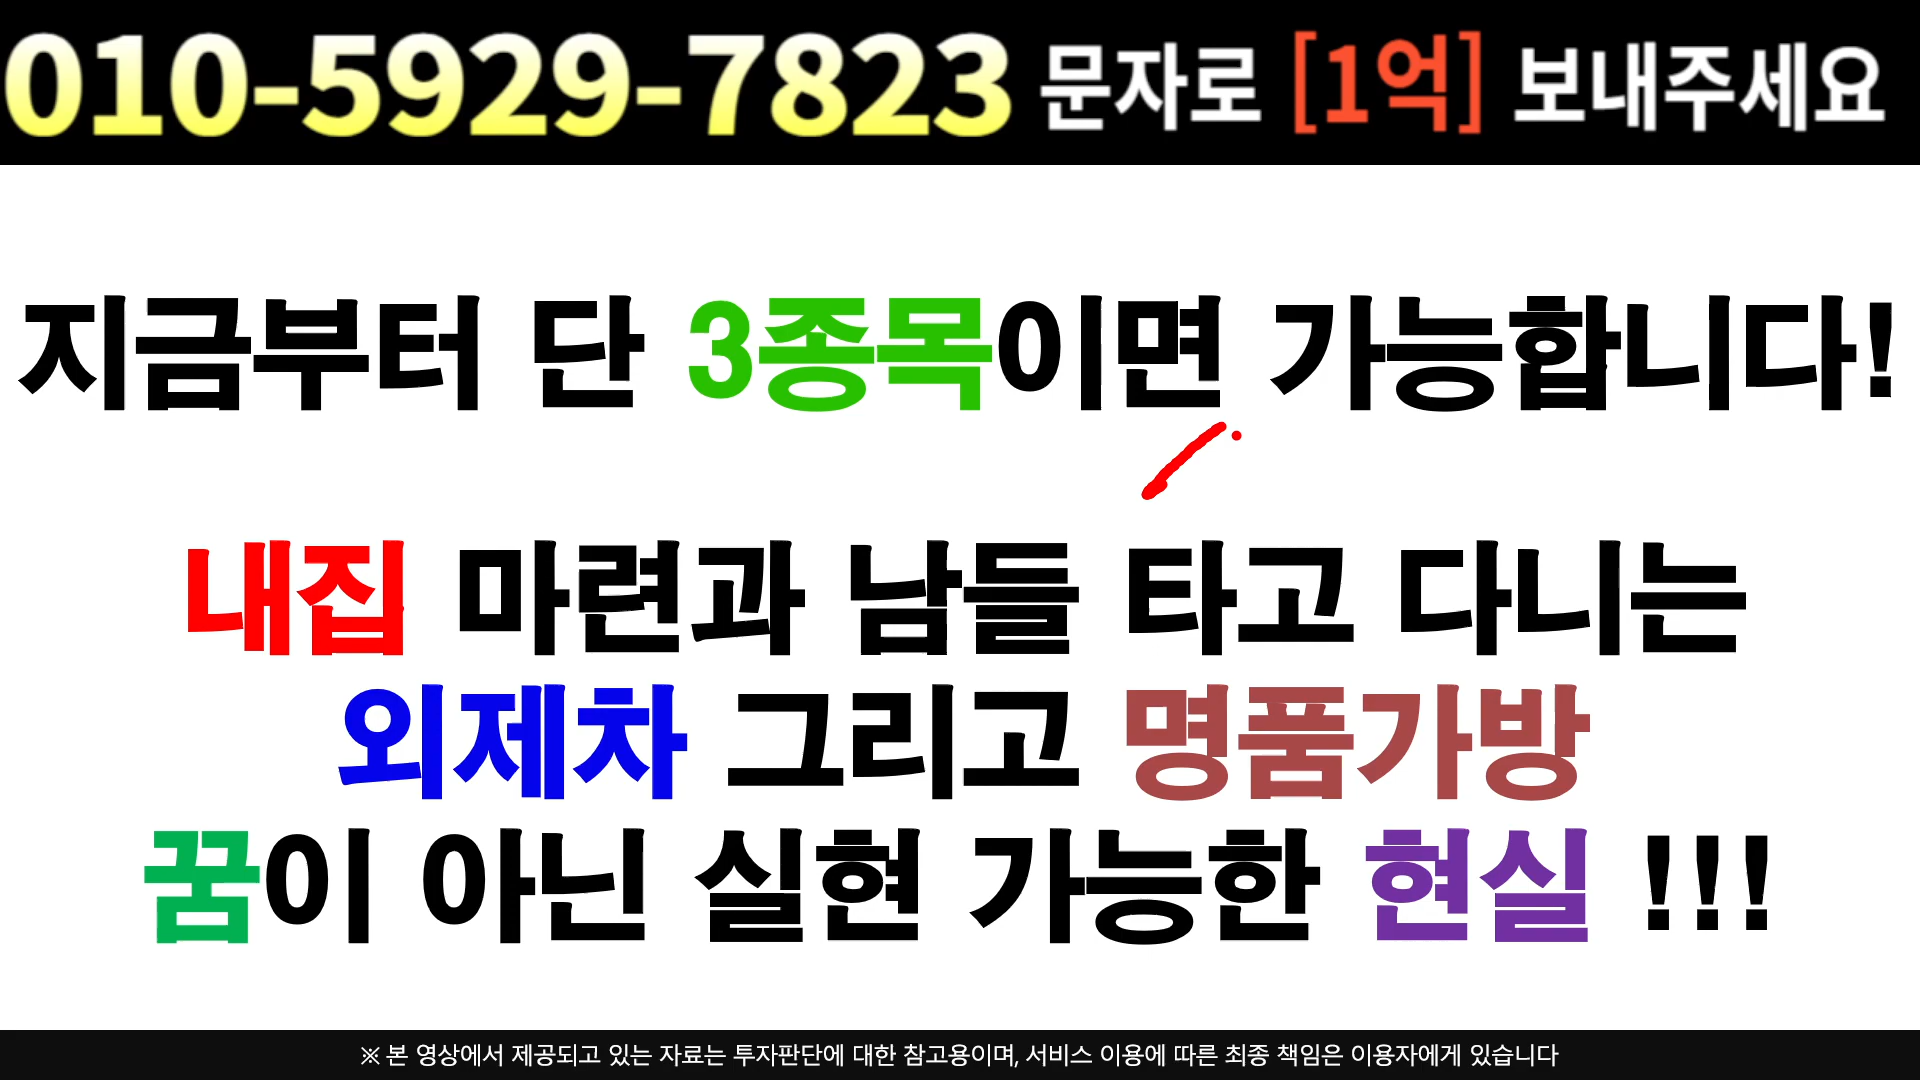 010-5929-7823 문자로 [1억] 보내주세요
지금부터 단 3종목이면 가능합니다!
내집 마련과 남들 타고 다니는
외제차 그리고 명품가방
꿈이 아닌 실현 가능한 현실 !!!
※ 본 영상에서 제공되고 있는 자료는 투자판단에 대한 참고용이며, 서비스 이용에 따른 최종 책임은 이용자에게 있습니다